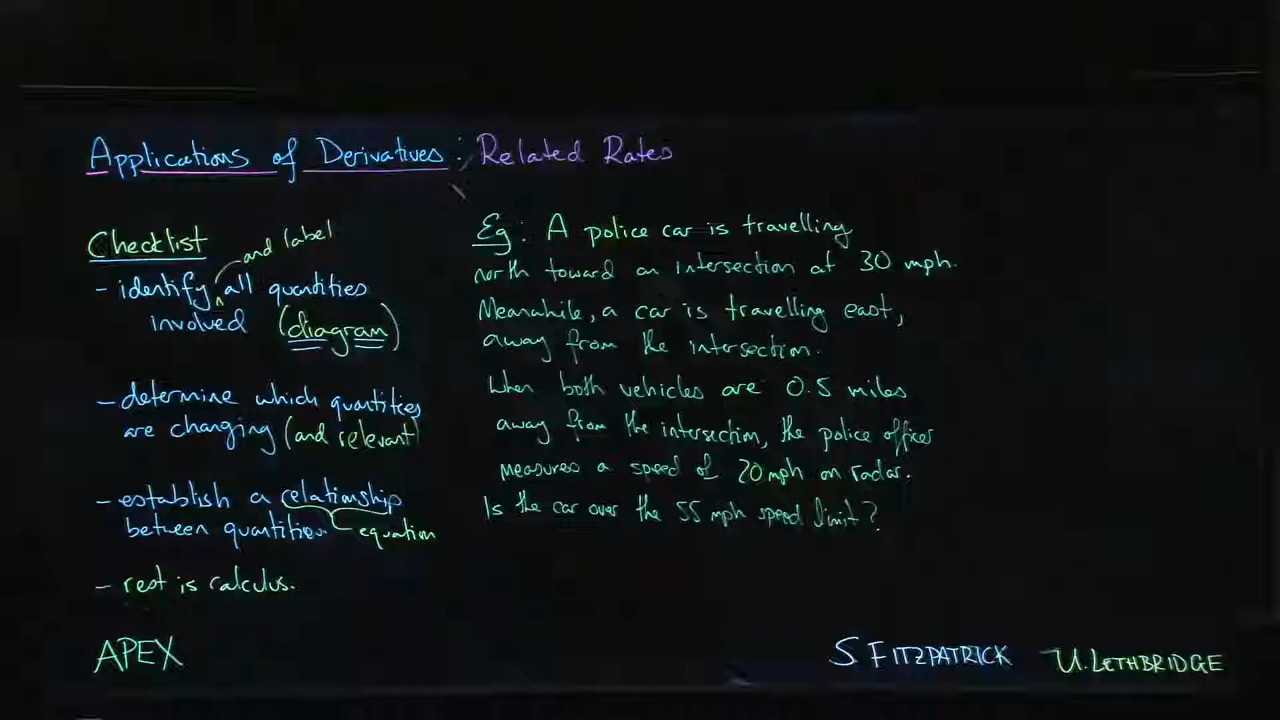 Applications of Derivatives: Related Rates
Checklist
and label
- identify all quantities
involved (diagram)
- determine which quantities
are changing (and relevant)
- establish a relationship
between quantities. equation
- rest is calculus.
Eg: A police car is travelling
north toward an intersection at 30 mph.
Meanwhile, a car is travelling east,
away from the intersection.
When both vehicles are 0.5 miles
away from the intersection, the police officer
measures a speed of 20mph on radar.
Is the car over the 55 mph speed limit?
APEX
S FITZPATRICK U. LETHBRIDGE